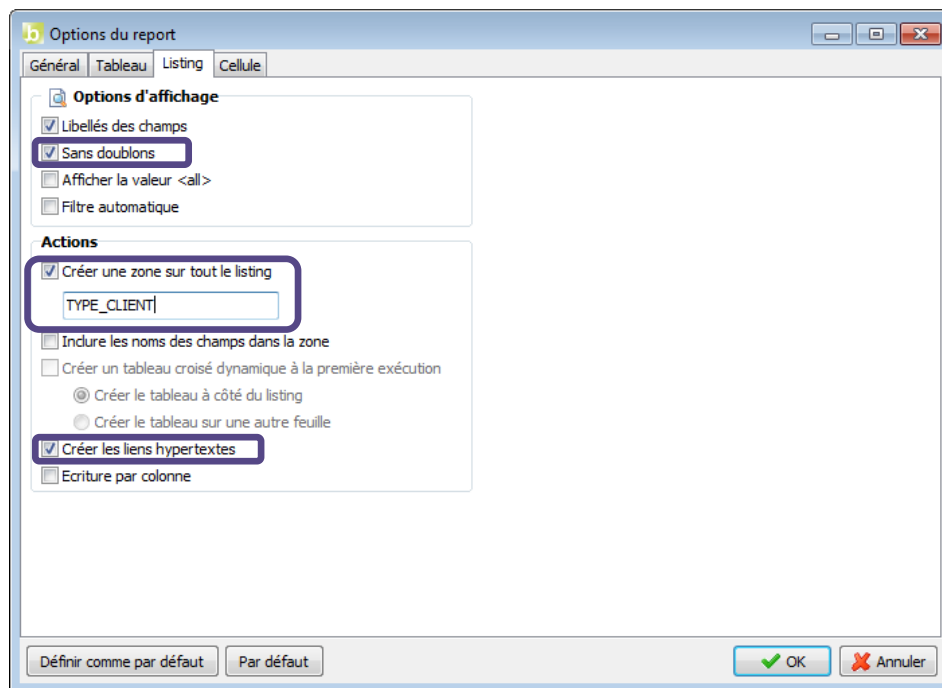 b Options du report
Général Tableau Listing Cellule
Options d'affichage
Libellés des champs
Sans doublons
Afficher la valeur <all>
Filtre automatique
Actions
Créer une zone sur tout le listing
TYPE_CLIENT
Inclure les noms des champs dans la zone
Créer un tableau croisé dynamique à la première exécution
Créer le tableau à côté du listing
Créer le tableau sur une autre feuille
Créer les liens hypertextes
Ecriture par colonne
Définir comme par défaut Par défaut OK Annuler